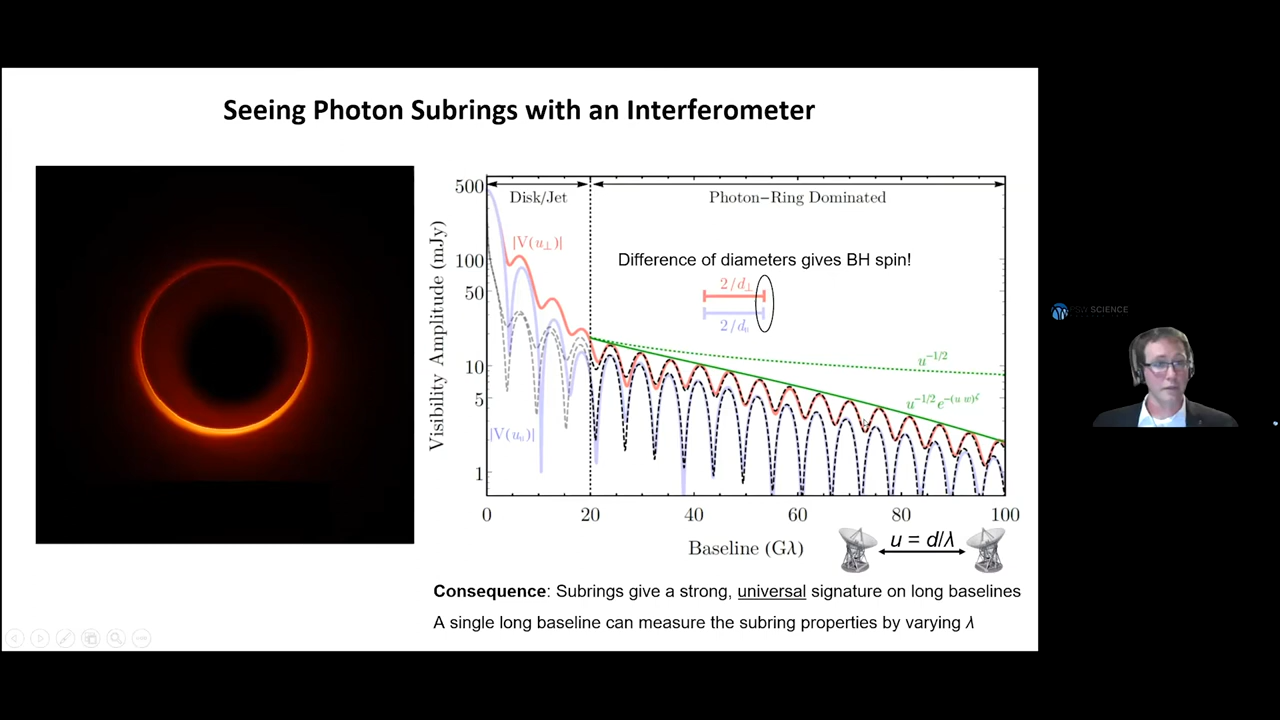 Seeing Photon Subrings with an Interferometer
Disk/Jet
Photon−Ring Dominated
|V(u⊥)|
Difference of diameters gives BH spin!
2/d⊥
2/d∥
u^{-1/2}
u^{-1/2} e^{-(u w)^ζ}
|V(u∥)|
Visibility Amplitude (mJy)
500
100
50
10
5
1
0
20
40
60
80
100
Baseline (Gλ)
u = d/λ
Consequence: Subrings give a strong, universal signature on long baselines
A single long baseline can measure the subring properties by varying λ
SCIENCE